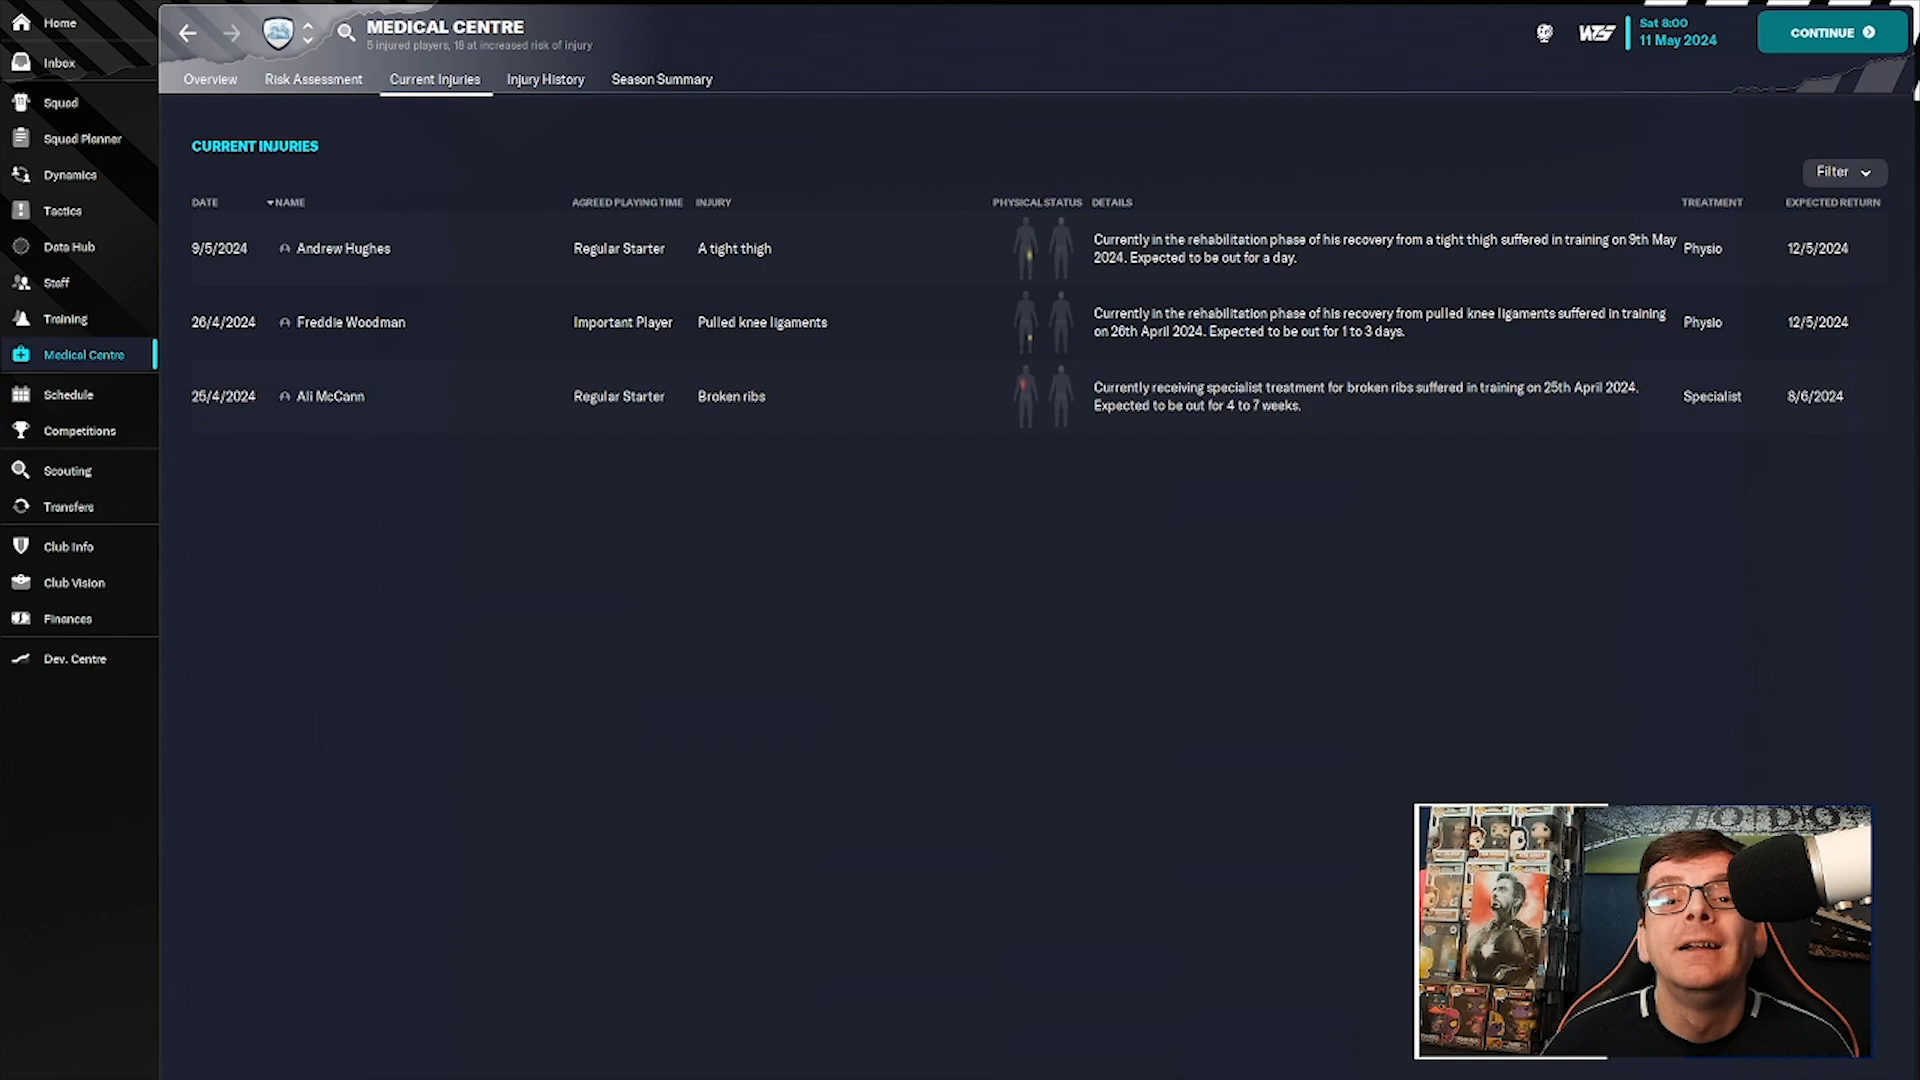 Home
Inbox
Squad
Squad Planner
Dynamics
Tactics
Data Hub
Staff
Training
Medical Centre
Schedule
Competitions
Scouting
Transfers
Club Info
Club Vision
Finances
Dev. Centre
MEDICAL CENTRE
5 injured players, 18 at increased risk of injury
Sat 8:00
11 May 2024
CONTINUE
Overview Risk Assessment Current Injuries Injury History Season Summary
CURRENT INJURIES
Filter
DATE NAME AGREED PLAYING TIME INJURY PHYSICAL STATUS DETAILS TREATMENT EXPECTED RETURN
9/5/2024 Andrew Hughes Regular Starter A tight thigh Currently in the rehabilitation phase of his recovery from a tight thigh suffered in training on 9th May
2024. Expected to be out for a day. Physio 12/5/2024
26/4/2024 Freddie Woodman Important Player Pulled knee ligaments Currently in the rehabilitation phase of his recovery from pulled knee ligaments suffered in training
on 26th April 2024. Expected to be out for 1 to 3 days. Physio 12/5/2024
25/4/2024 Ali McCann Regular Starter Broken ribs Currently receiving specialist treatment for broken ribs suffered in training on 25th April 2024.
Expected to be out for 4 to 7 weeks. Specialist 8/6/2024